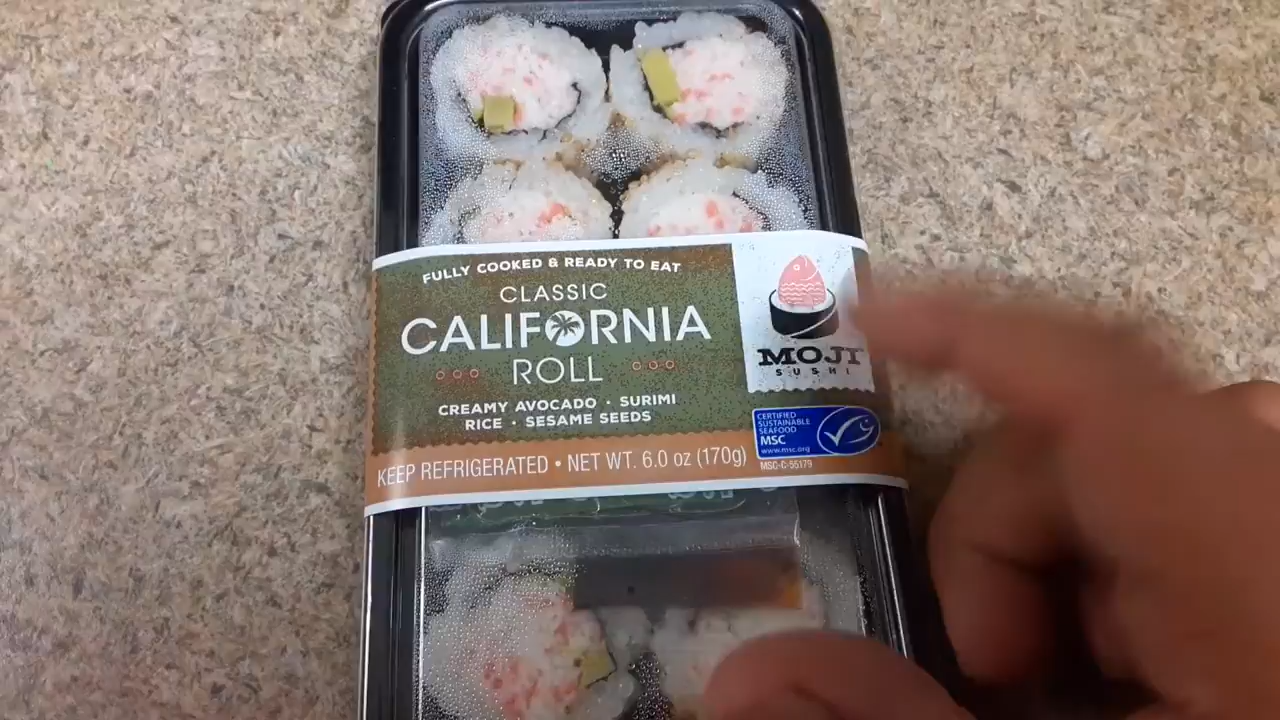 FULLY COOKED & READY TO EAT
CLASSIC
CALIFORNIA
ROLL
CREAMY AVOCADO · SURIMI
RICE · SESAME SEEDS
KEEP REFRIGERATED • NET WT. 6.0 oz (170g)
MOJI
SUSHI
CERTIFIED
SUSTAINABLE
SEAFOOD
MSC
www.msc.org
MSC-C-55179